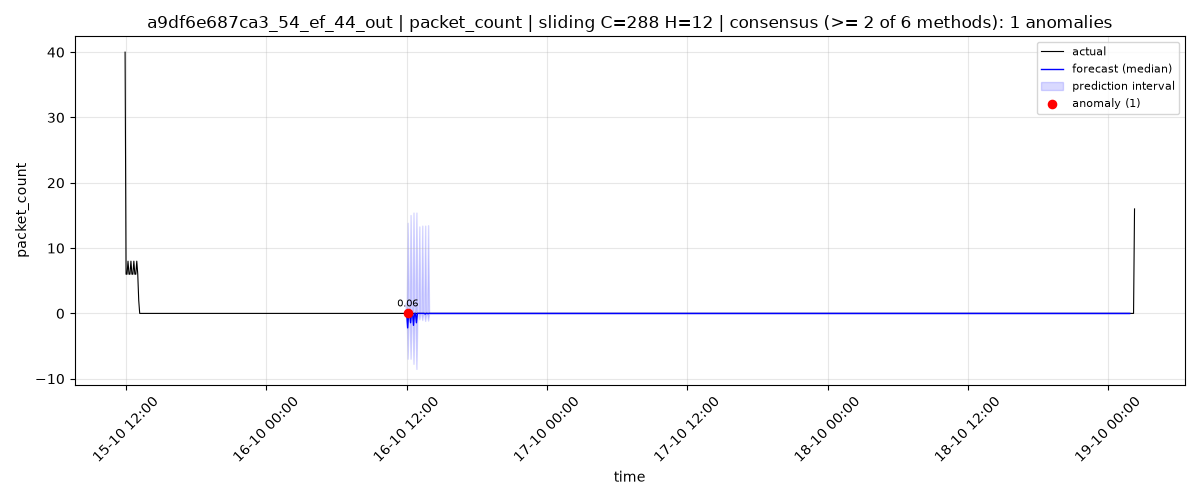 a9df6e687ca3_54_ef_44_out | packet_count | sliding C=288 H=12 | consensus (>= 2 of 6 methods): 1 anomalies
actual
forecast (median)
prediction interval
anomaly (1)
packet_count
40
30
20
10
0
−10
0.06
15-10 12:00
16-10 00:00
16-10 12:00
17-10 00:00
17-10 12:00
18-10 00:00
18-10 12:00
19-10 00:00
time